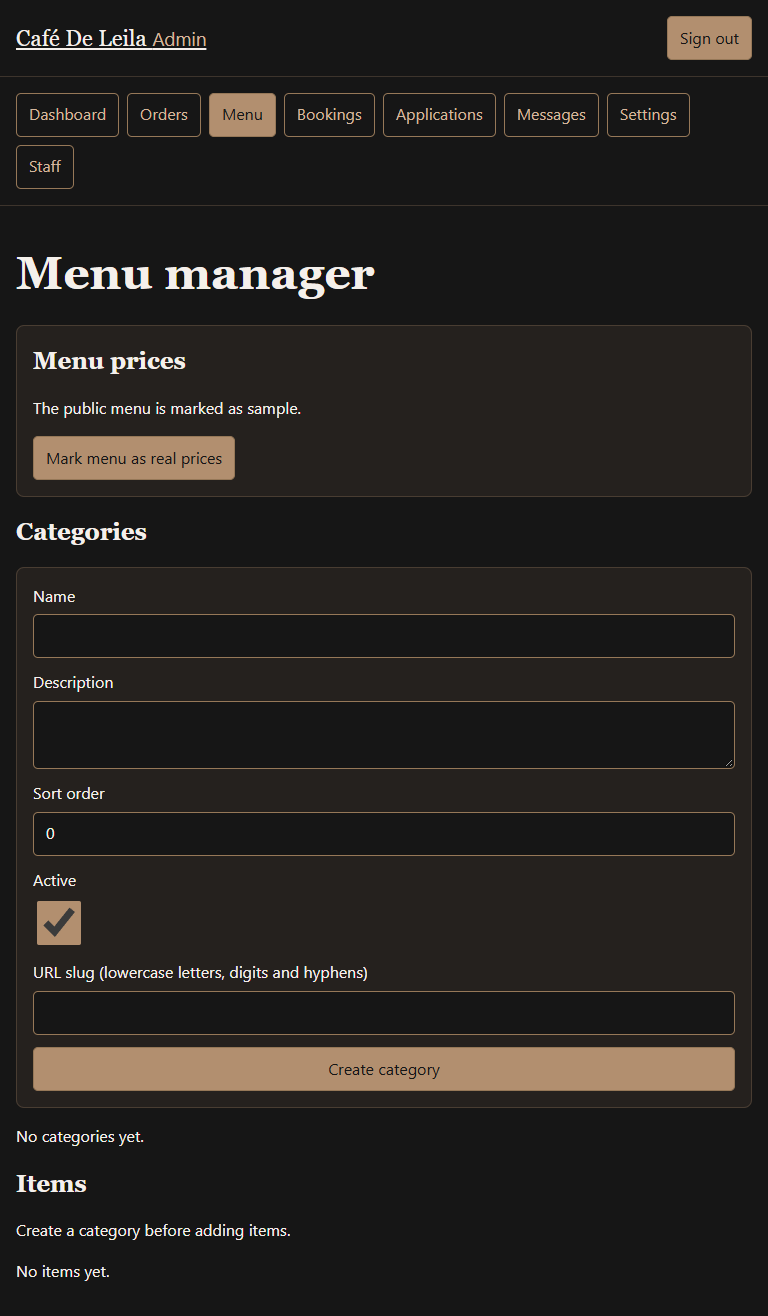 Café De Leila Admin
Sign out
Dashboard
Orders
Menu
Bookings
Applications
Messages
Settings
Staff
Menu manager
Menu prices
The public menu is marked as sample.
Mark menu as real prices
Categories
Name
Description
Sort order
0
Active
URL slug (lowercase letters, digits and hyphens)
Create category
No categories yet.
Items
Create a category before adding items.
No items yet.